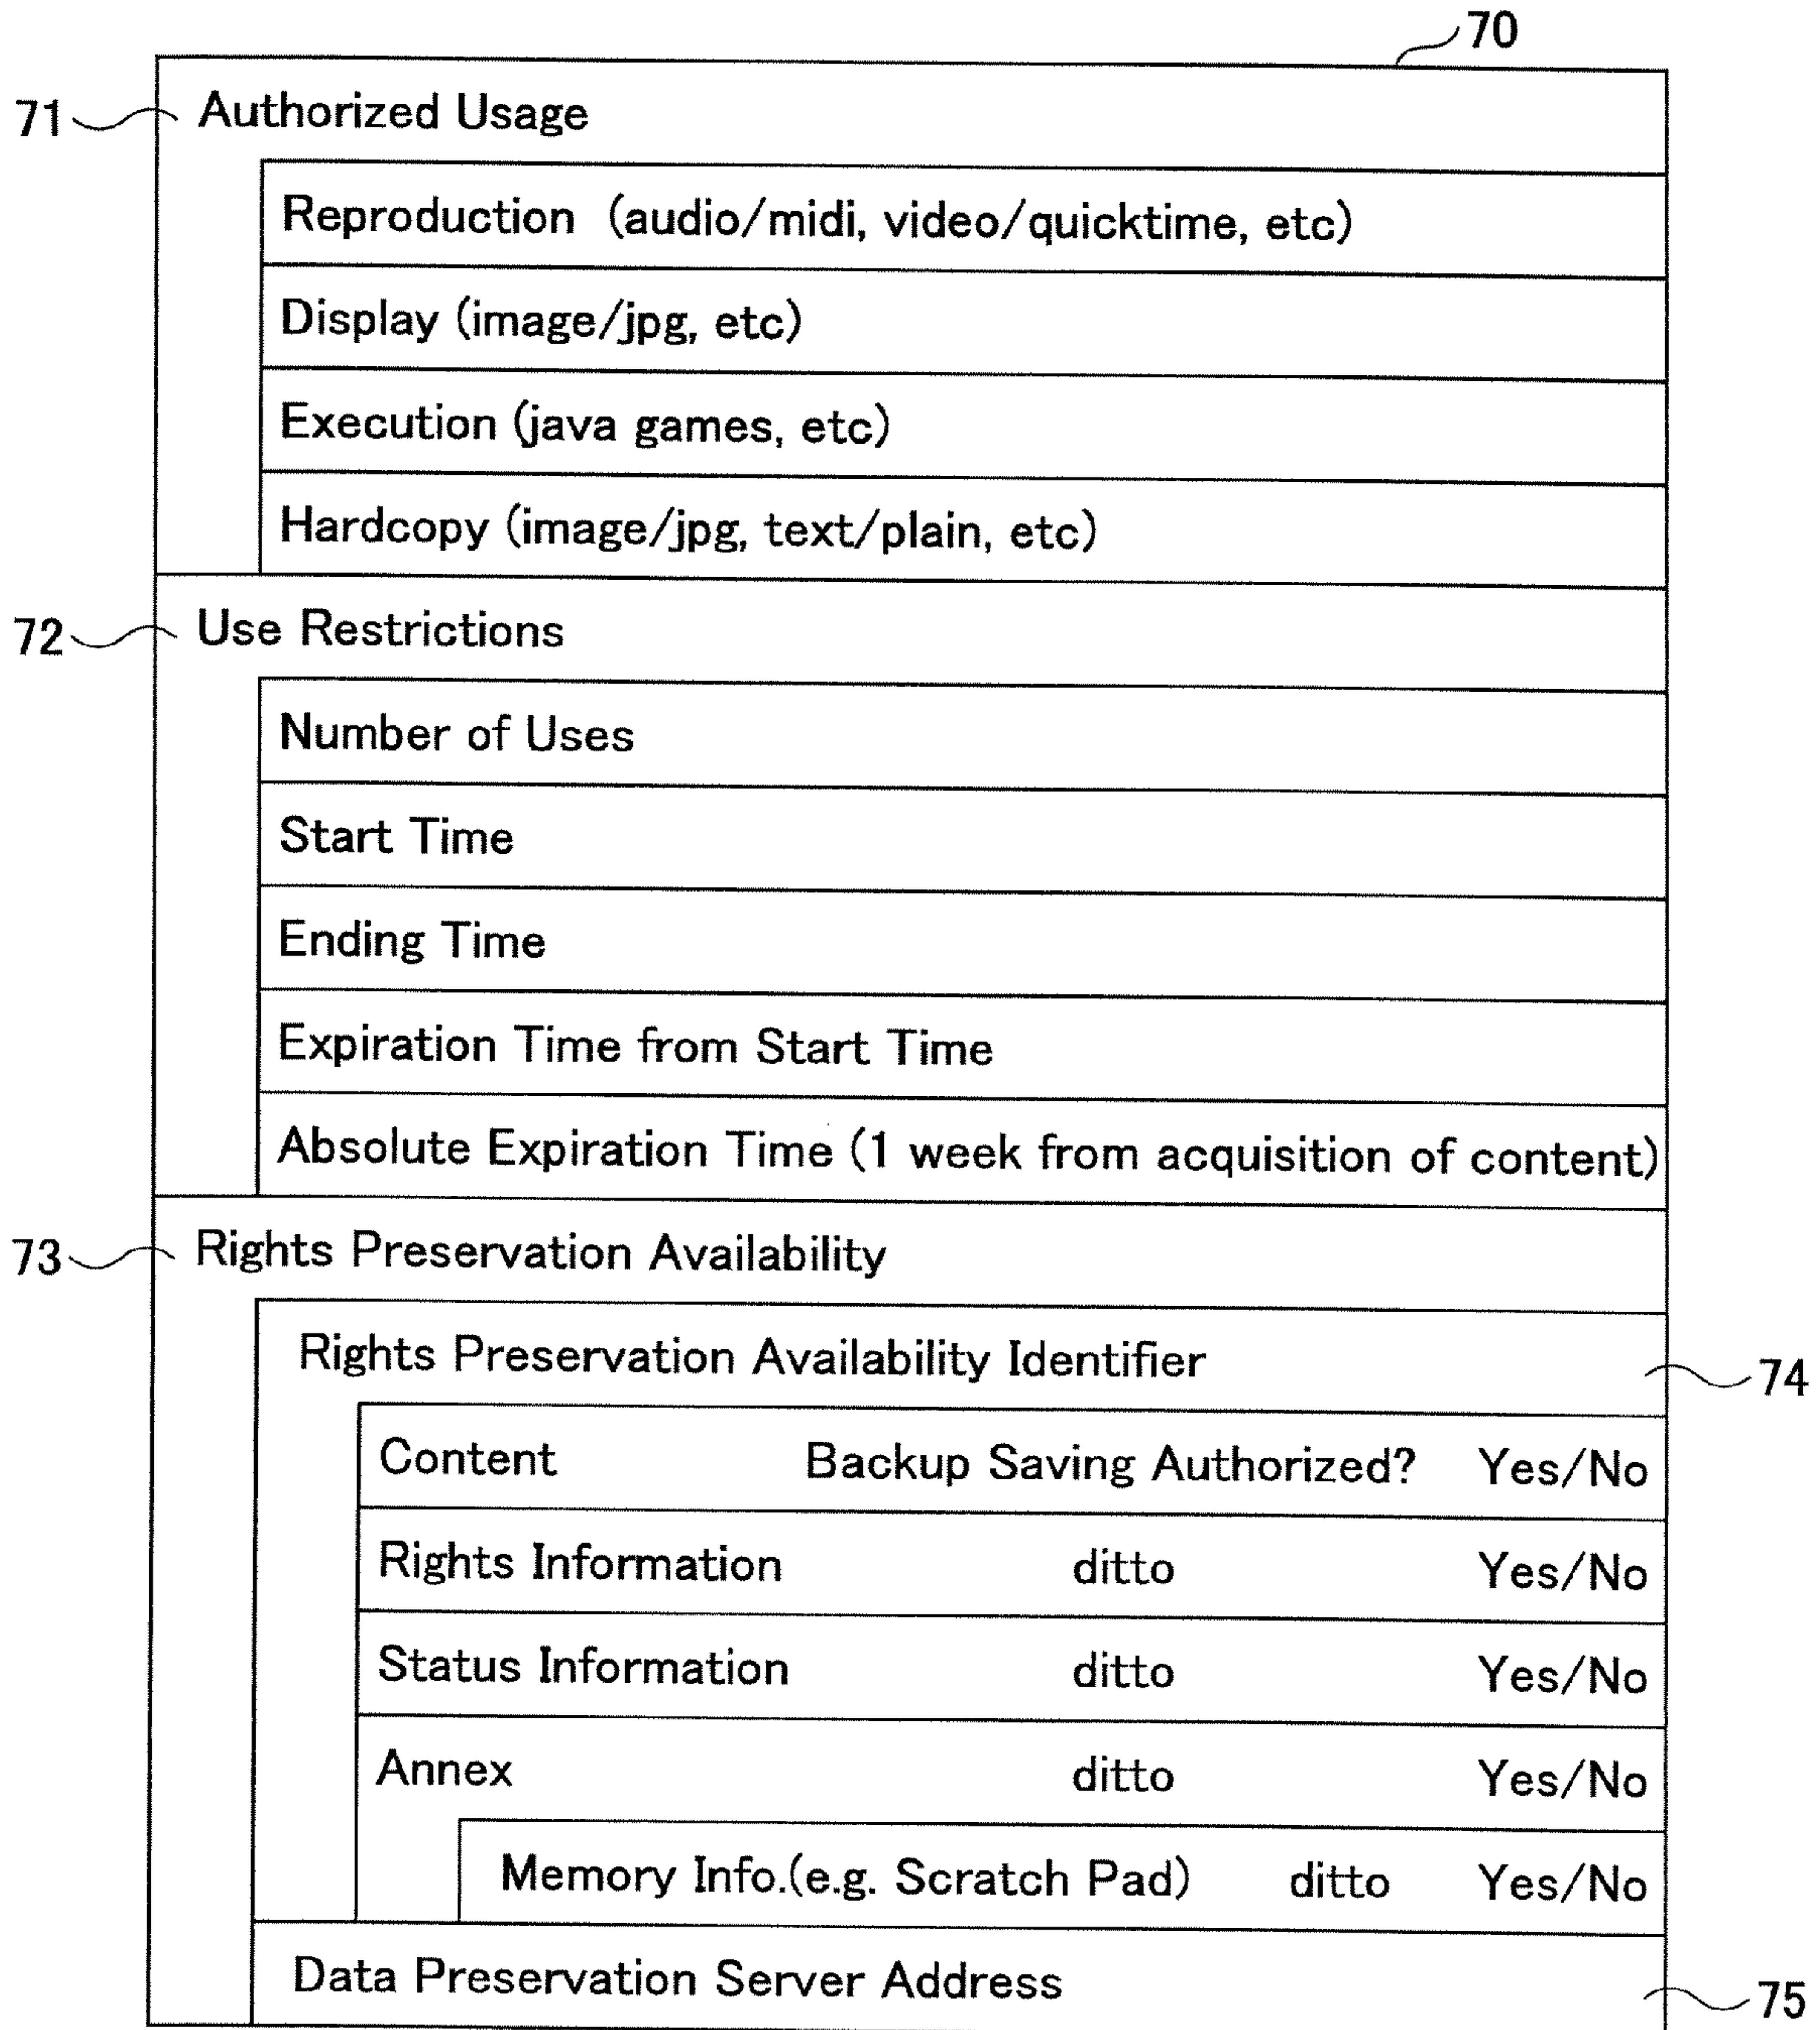 70
71 Authorized Usage
Reproduction (audio/midi, video/quicktime, etc)
Display (image/jpg, etc)
Execution (java games, etc)
Hardcopy (image/jpg, text/plain, etc)
72 Use Restrictions
Number of Uses
Start Time
Ending Time
Expiration Time from Start Time
Absolute Expiration Time (1 week from acquisition of content)
73 Rights Preservation Availability
Rights Preservation Availability Identifier 74
Content Backup Saving Authorized? Yes/No
Rights Information ditto Yes/No
Status Information ditto Yes/No
Annex ditto Yes/No
Memory Info.(e.g. Scratch Pad) ditto Yes/No
Data Preservation Server Address 75